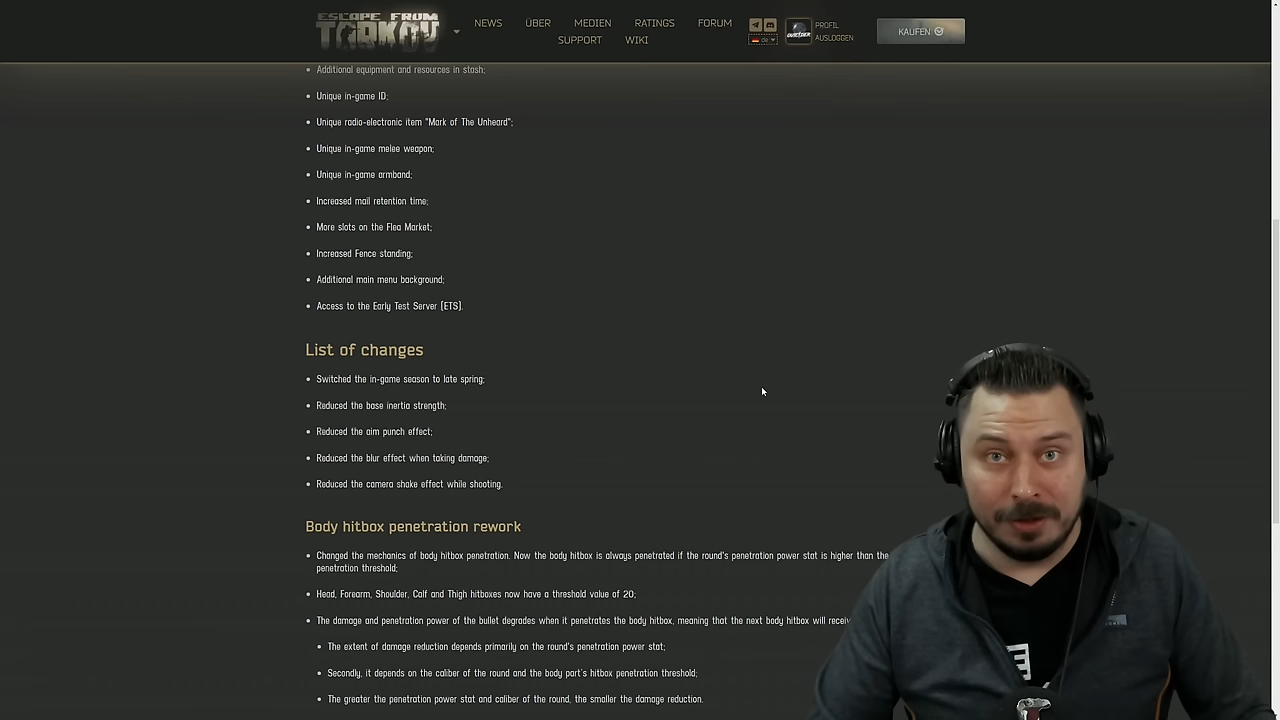 ESCAPE FROM
TARKOV
NEWS ÜBER MEDIEN RATINGS FORUM
SUPPORT WIKI
de
PROFIL
AUSLOGGEN
KAUFEN
• Additional equipment and resources in stash;
• Unique in-game ID;
• Unique radio-electronic item "Mark of The Unheard";
• Unique in-game melee weapon;
• Unique in-game armband;
• Increased mail retention time;
• More slots on the Flea Market;
• Increased Fence standing;
• Additional main menu background;
• Access to the Early Test Server (ETS).
List of changes
• Switched the in-game season to late spring;
• Reduced the base inertia strength;
• Reduced the aim punch effect;
• Reduced the blur effect when taking damage;
• Reduced the camera shake effect while shooting.
Body hitbox penetration rework
• Changed the mechanics of body hitbox penetration. Now the body hitbox is always penetrated if the round's penetration power stat is higher than the
penetration threshold;
• Head, Forearm, Shoulder, Calf and Thigh hitboxes now have a threshold value of 20;
• The damage and penetration power of the bullet degrades when it penetrates the body hitbox, meaning that the next body hitbox will receiv
• The extent of damage reduction depends primarily on the round's penetration power stat;
• Secondly, it depends on the caliber of the round and the body part's hitbox penetration threshold;
• The greater the penetration power stat and caliber of the round, the smaller the damage reduction.